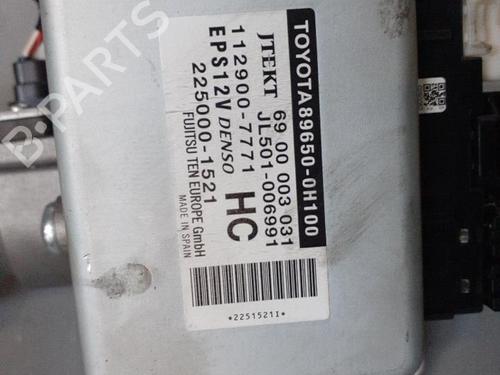 TOYOTA89650-0H100
JTEKT 69 00 003 031
JL501-006991
112900-7771 HC
EPS12V DENSO
225000-1521
FUJITSU TEN EUROPE GmbH
MADE IN SPAIN
*2251521I*
B-PARTS